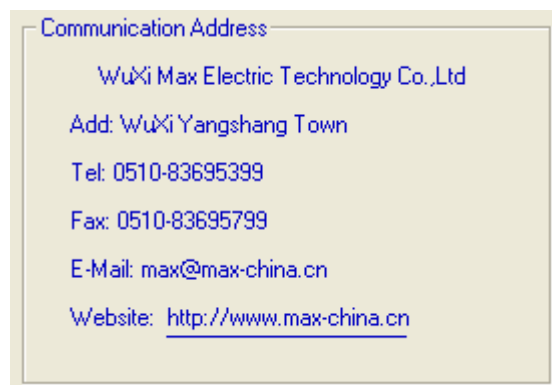 Communication Address
WuXi Max Electric Technology Co.,Ltd
Add: WuXi Yangshang Town
Tel: 0510-83695399
Fax: 0510-83695799
E-Mail: max@max-china.cn
Website: http://www.max-china.cn